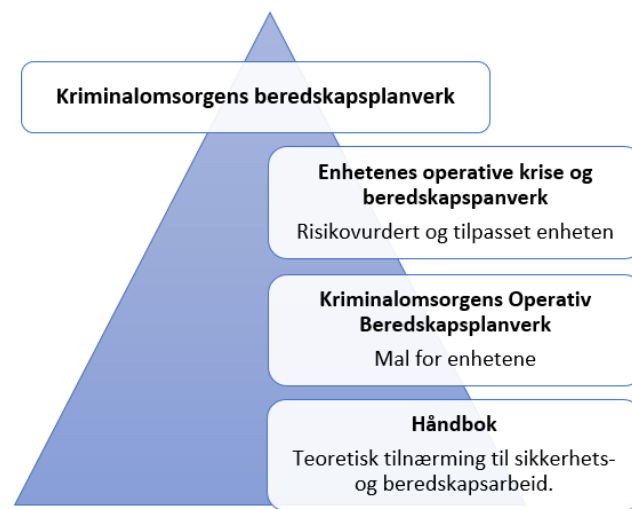 Kriminalomsorgens beredskapsplanverk
Enhetenes operative krise og
beredskapspanverk
Risikovurdert og tilpasset enheten
Kriminalomsorgens Operativ
Beredskapsplanverk
Mal for enhetene
Håndbok
Teoretisk tilnærming til sikkerhets-
og beredskapsarbeid.